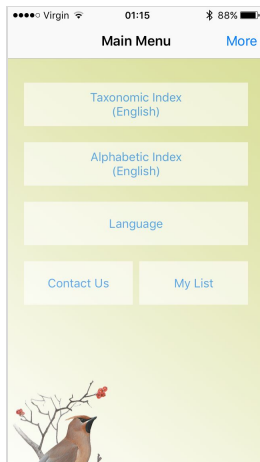 Virgin 01:15 88%
Main Menu More
Taxonomic Index
(English)
Alphabetic Index
(English)
Language
Contact Us My List